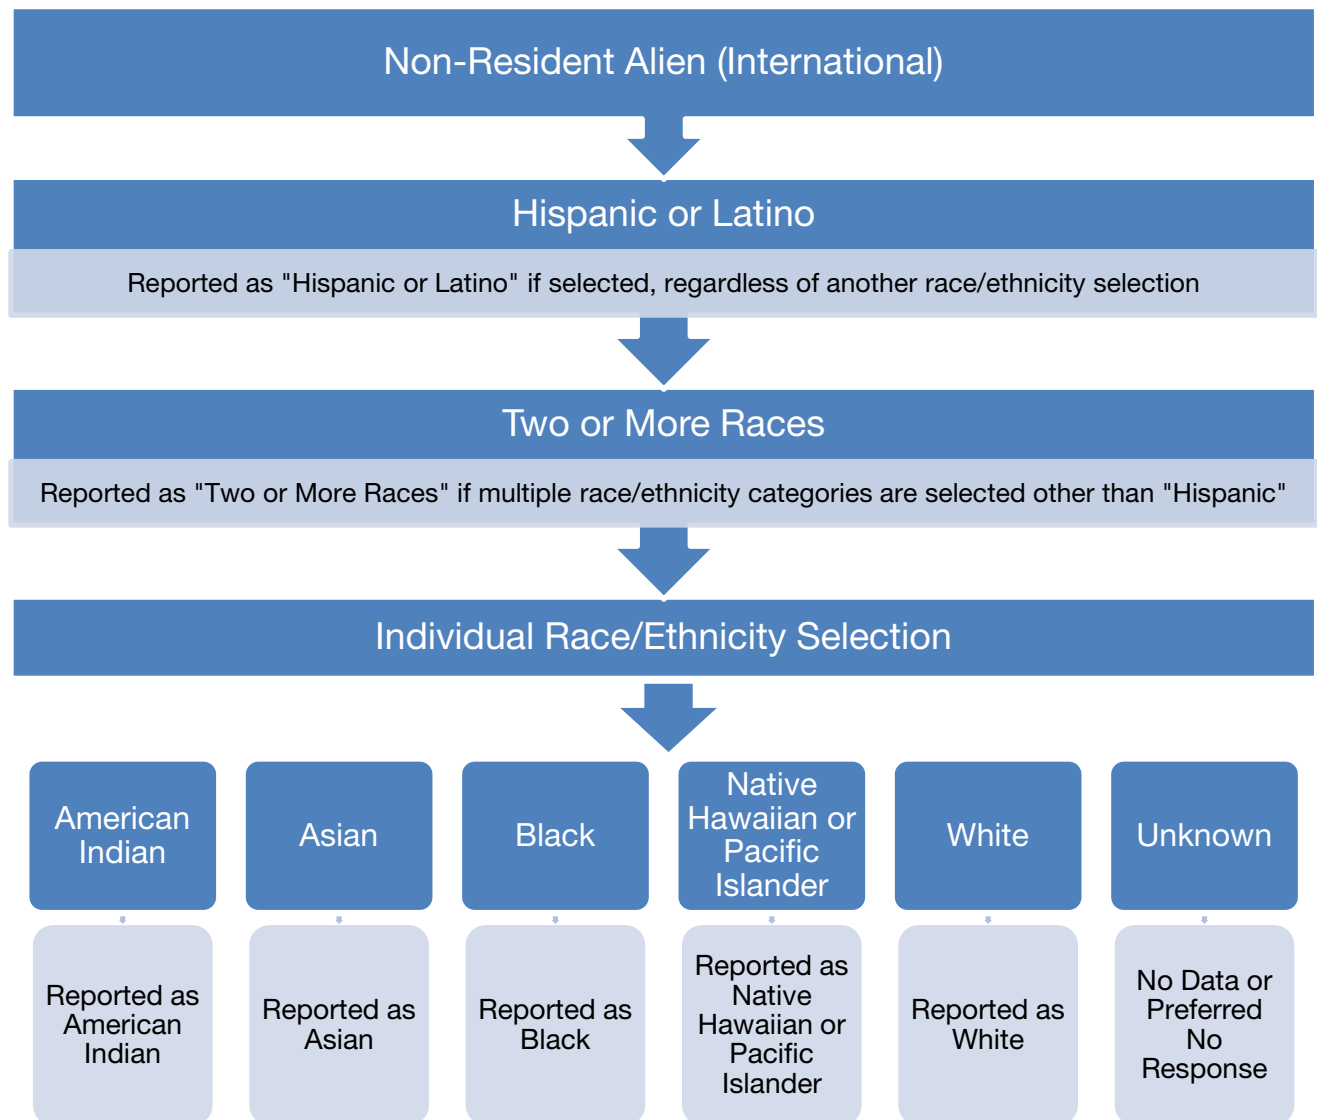 Non-Resident Alien (International)
Hispanic or Latino
Reported as "Hispanic or Latino" if selected, regardless of another race/ethnicity selection
Two or More Races
Reported as "Two or More Races" if multiple race/ethnicity categories are selected other than "Hispanic"
Individual Race/Ethnicity Selection
American
Indian
Asian
Black
Native
Hawaiian or
Pacific
Islander
White
Unknown
Reported as
American
Indian
Reported as
Asian
Reported as
Black
Reported as
Native
Hawaiian or
Pacific
Islander
Reported as
White
No Data or
Preferred
No
Response